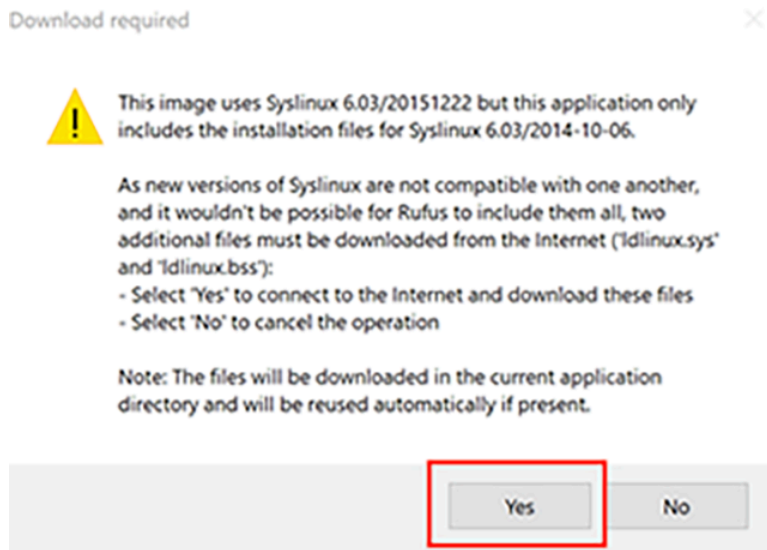 Download required
This image uses Syslinux 6.03/20151222 but this application only
includes the installation files for Syslinux 6.03/2014-10-06.
As new versions of Syslinux are not compatible with one another,
and it wouldn't be possible for Rufus to include them all, two
additional files must be downloaded from the Internet ('ldlinux.sys'
and 'ldlinux.bss'):
- Select 'Yes' to connect to the Internet and download these files
- Select 'No' to cancel the operation
Note: The files will be downloaded in the current application
directory and will be reused automatically if present.
Yes No